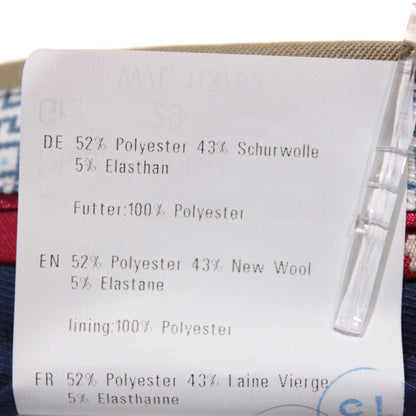 DE 52% Polyester 43% Schurwolle
5% Elasthan
Futter:100% Polyester
EN 52% Polyester 43% New Wool
5% Elastane
lining:100% Polyester
FR 52% Polyester 43% Laine Vierge
5% Elasthanne